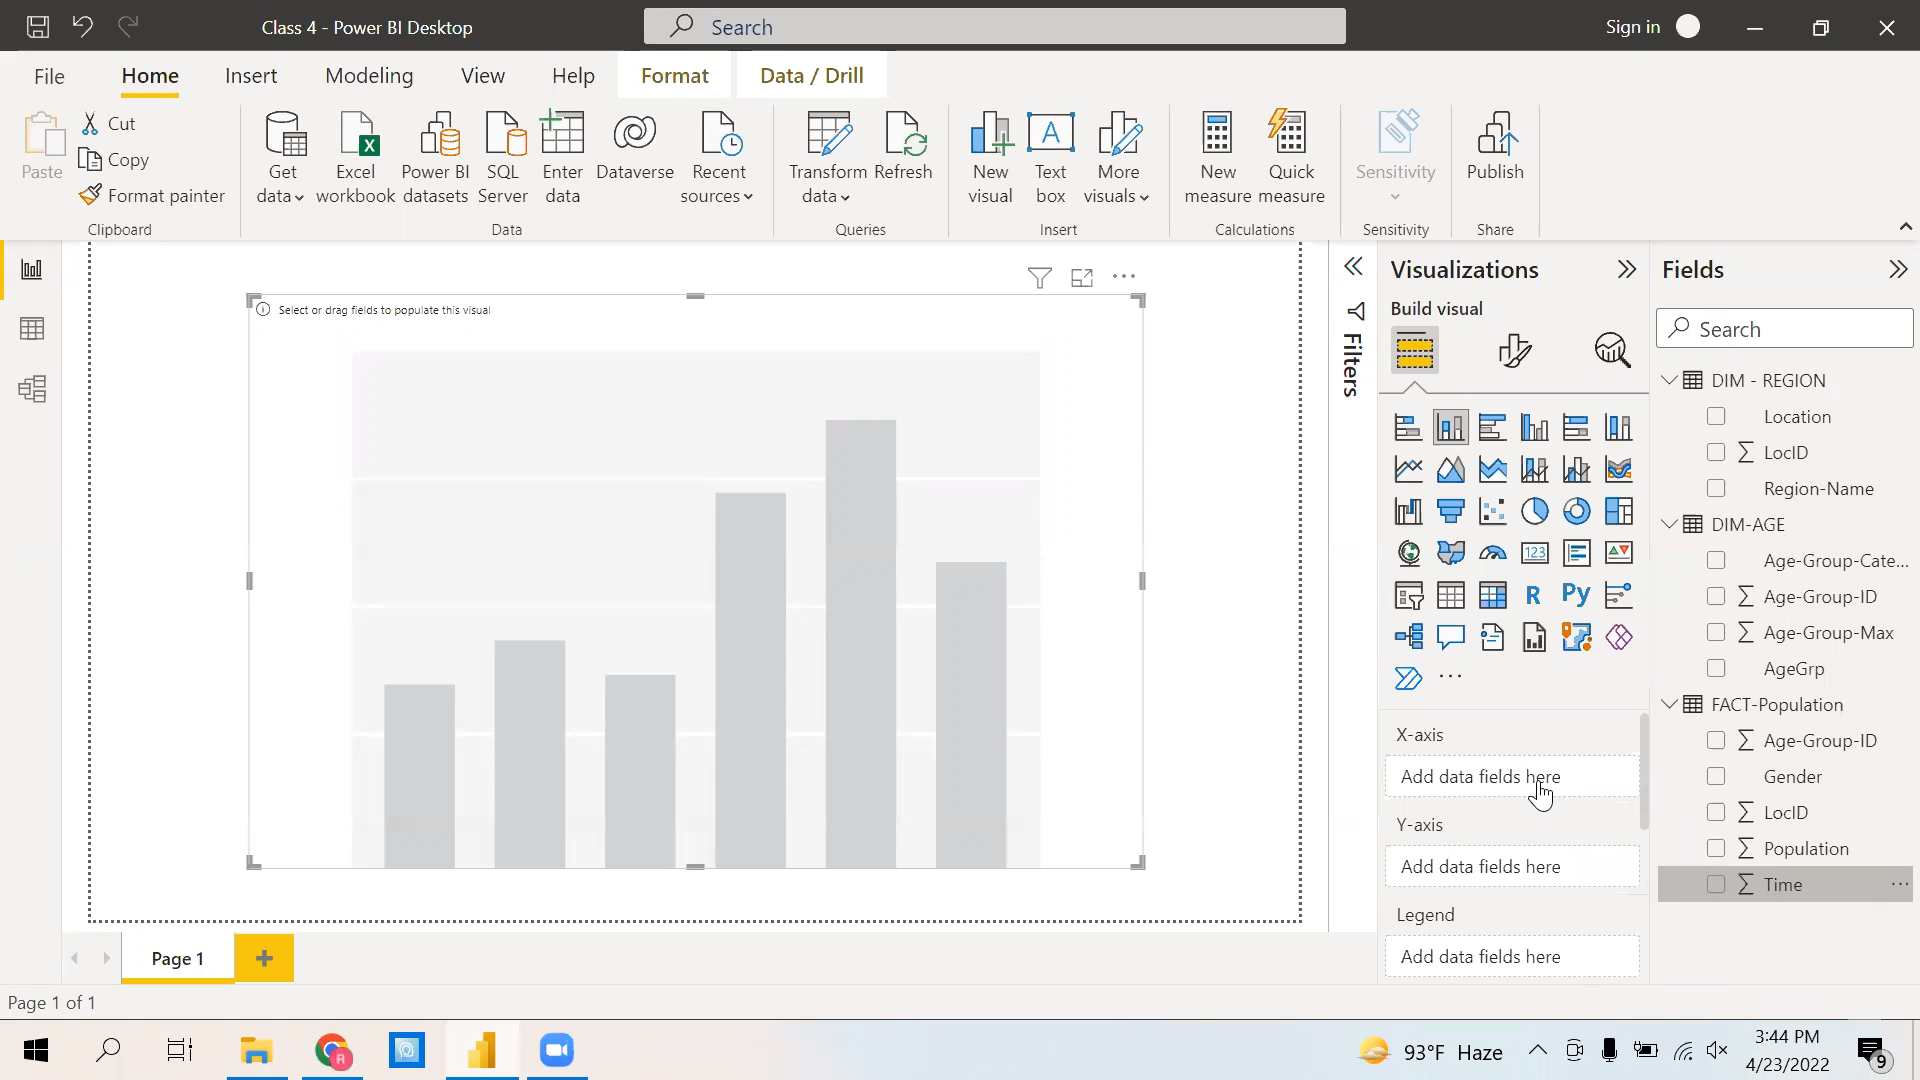 Class 4 - Power BI Desktop
Search
Sign in
File
Home
Insert
Modeling
View
Help
Format
Data / Drill
Paste
Cut
Copy
Format painter
Clipboard
Get data
Excel workbook
Power BI datasets
SQL Server
Enter data
Dataverse
Recent sources
Data
Transform data
Refresh
Queries
New visual
A
Text box
More visuals
Insert
New measure
Quick measure
Calculations
Sensitivity
Sensitivity
Publish
Share
Select or drag fields to populate this visual
Filters
Visualizations
Build visual
123
R
Py
X-axis
Add data fields here
Y-axis
Add data fields here
Legend
Add data fields here
Fields
Search
DIM - REGION
Location
Σ LocID
Region-Name
DIM-AGE
Age-Group-Cate...
Σ Age-Group-ID
Σ Age-Group-Max
AgeGrp
FACT-Population
Σ Age-Group-ID
Gender
Σ LocID
Σ Population
Σ Time
Page 1
Page 1 of 1
R
93°F Haze
3:44 PM
4/23/2022
9